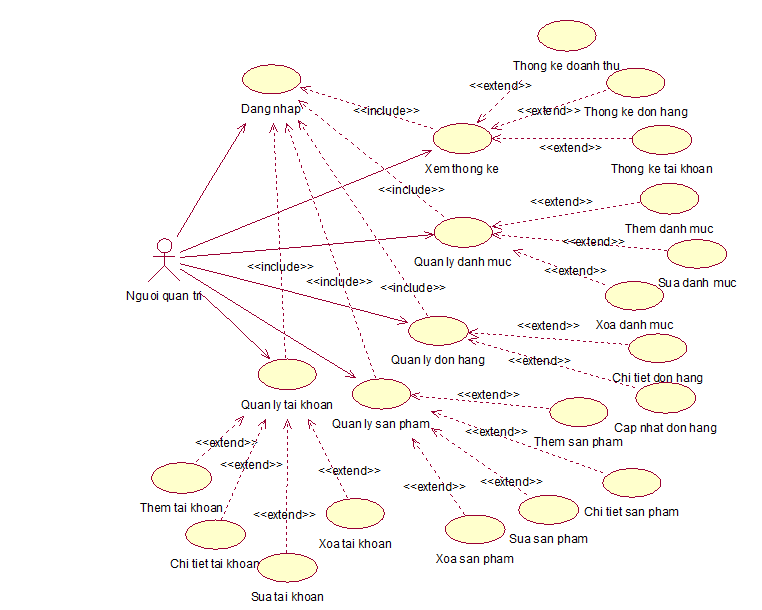 Thong ke doanh thu
<<extend>>
Dang nhap
<<include>>
<<extend>>
Thong ke don hang
<<extend>>
Xem thong ke
Thong ke tai khoan
<<include>>
<<extend>>
Them danh muc
<<extend>>
Quan ly danh muc
<<include>>
<<extend>>
Sua danh muc
<<include>>
<<include>>
Nguoi quan tri
<<extend>>
Xoa danh muc
Quan ly don hang
<<extend>>
Chi tiet don hang
<<extend>>
Quan ly tai khoan
Quan ly san pham
Cap nhat don hang
<<extend>>
<<extend>>
Them san pham
<<extend>>
<<extend>>
<<extend>>
<<extend>>
<<extend>>
Them tai khoan
<<extend>>
Xoa tai khoan
Sua san pham
Chi tiet san pham
Chi tiet tai khoan
Xoa san pham
Sua tai khoan